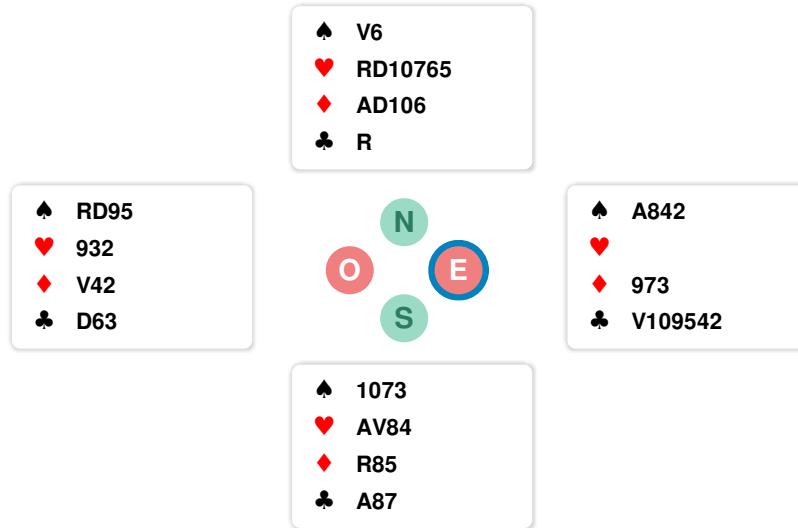 ♠ V6
♥ RD10765
♦ AD106
♣ R
♠ RD95
♥ 932
♦ V42
♣ D63
N
O
E
S
♠ A842
♥
♦ 973
♣ V109542
♠ 1073
♥ AV84
♦ R85
♣ A87